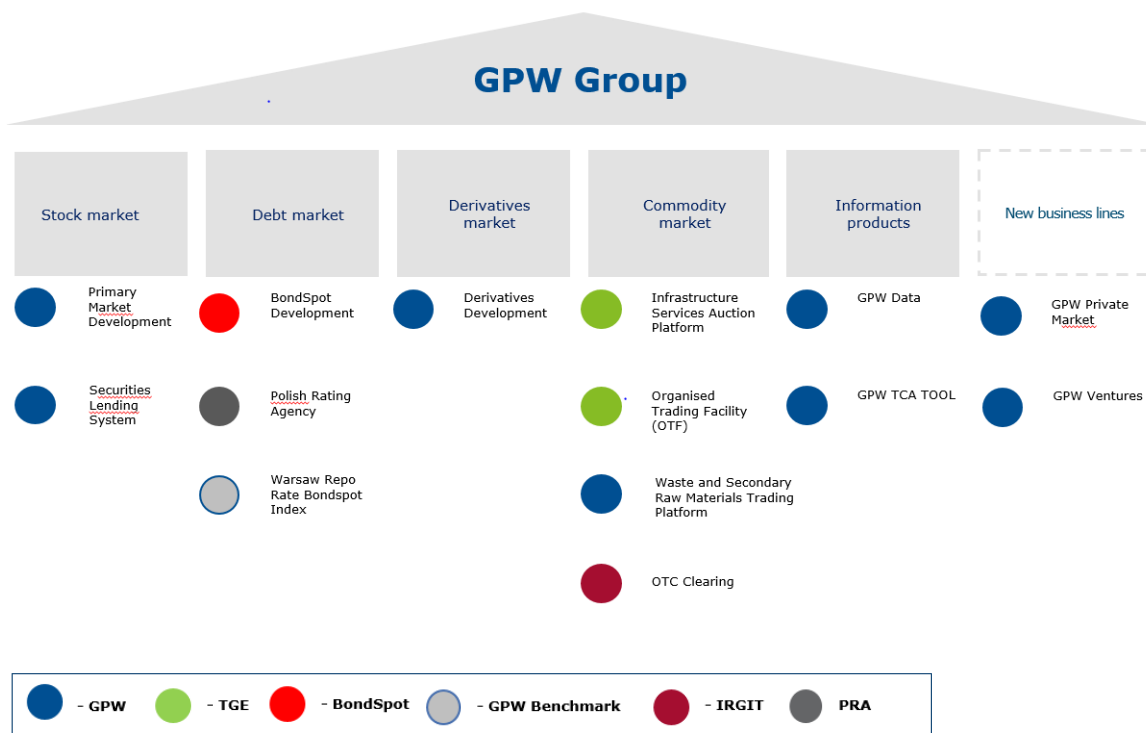 GPW Group
Stock market
Debt market
Derivatives
market
Commodity
market
Information
products
New business lines
Primary
Market
Development
Securities
Lending
System
BondSpot
Development
Polish Rating
Agency
Warsaw Repo
Rate Bondspot
Index
Derivatives
Development
Infrastructure
Services Auction
Platform
Organised
Trading Facility
(OTF)
Waste and Secondary
Raw Materials Trading
Platform
OTC Clearing
GPW Data
GPW TCA TOOL
GPW Private
Market
GPW Ventures
- GPW
- TGE
- BondSpot
- GPW Benchmark
- IRGIT
PRA